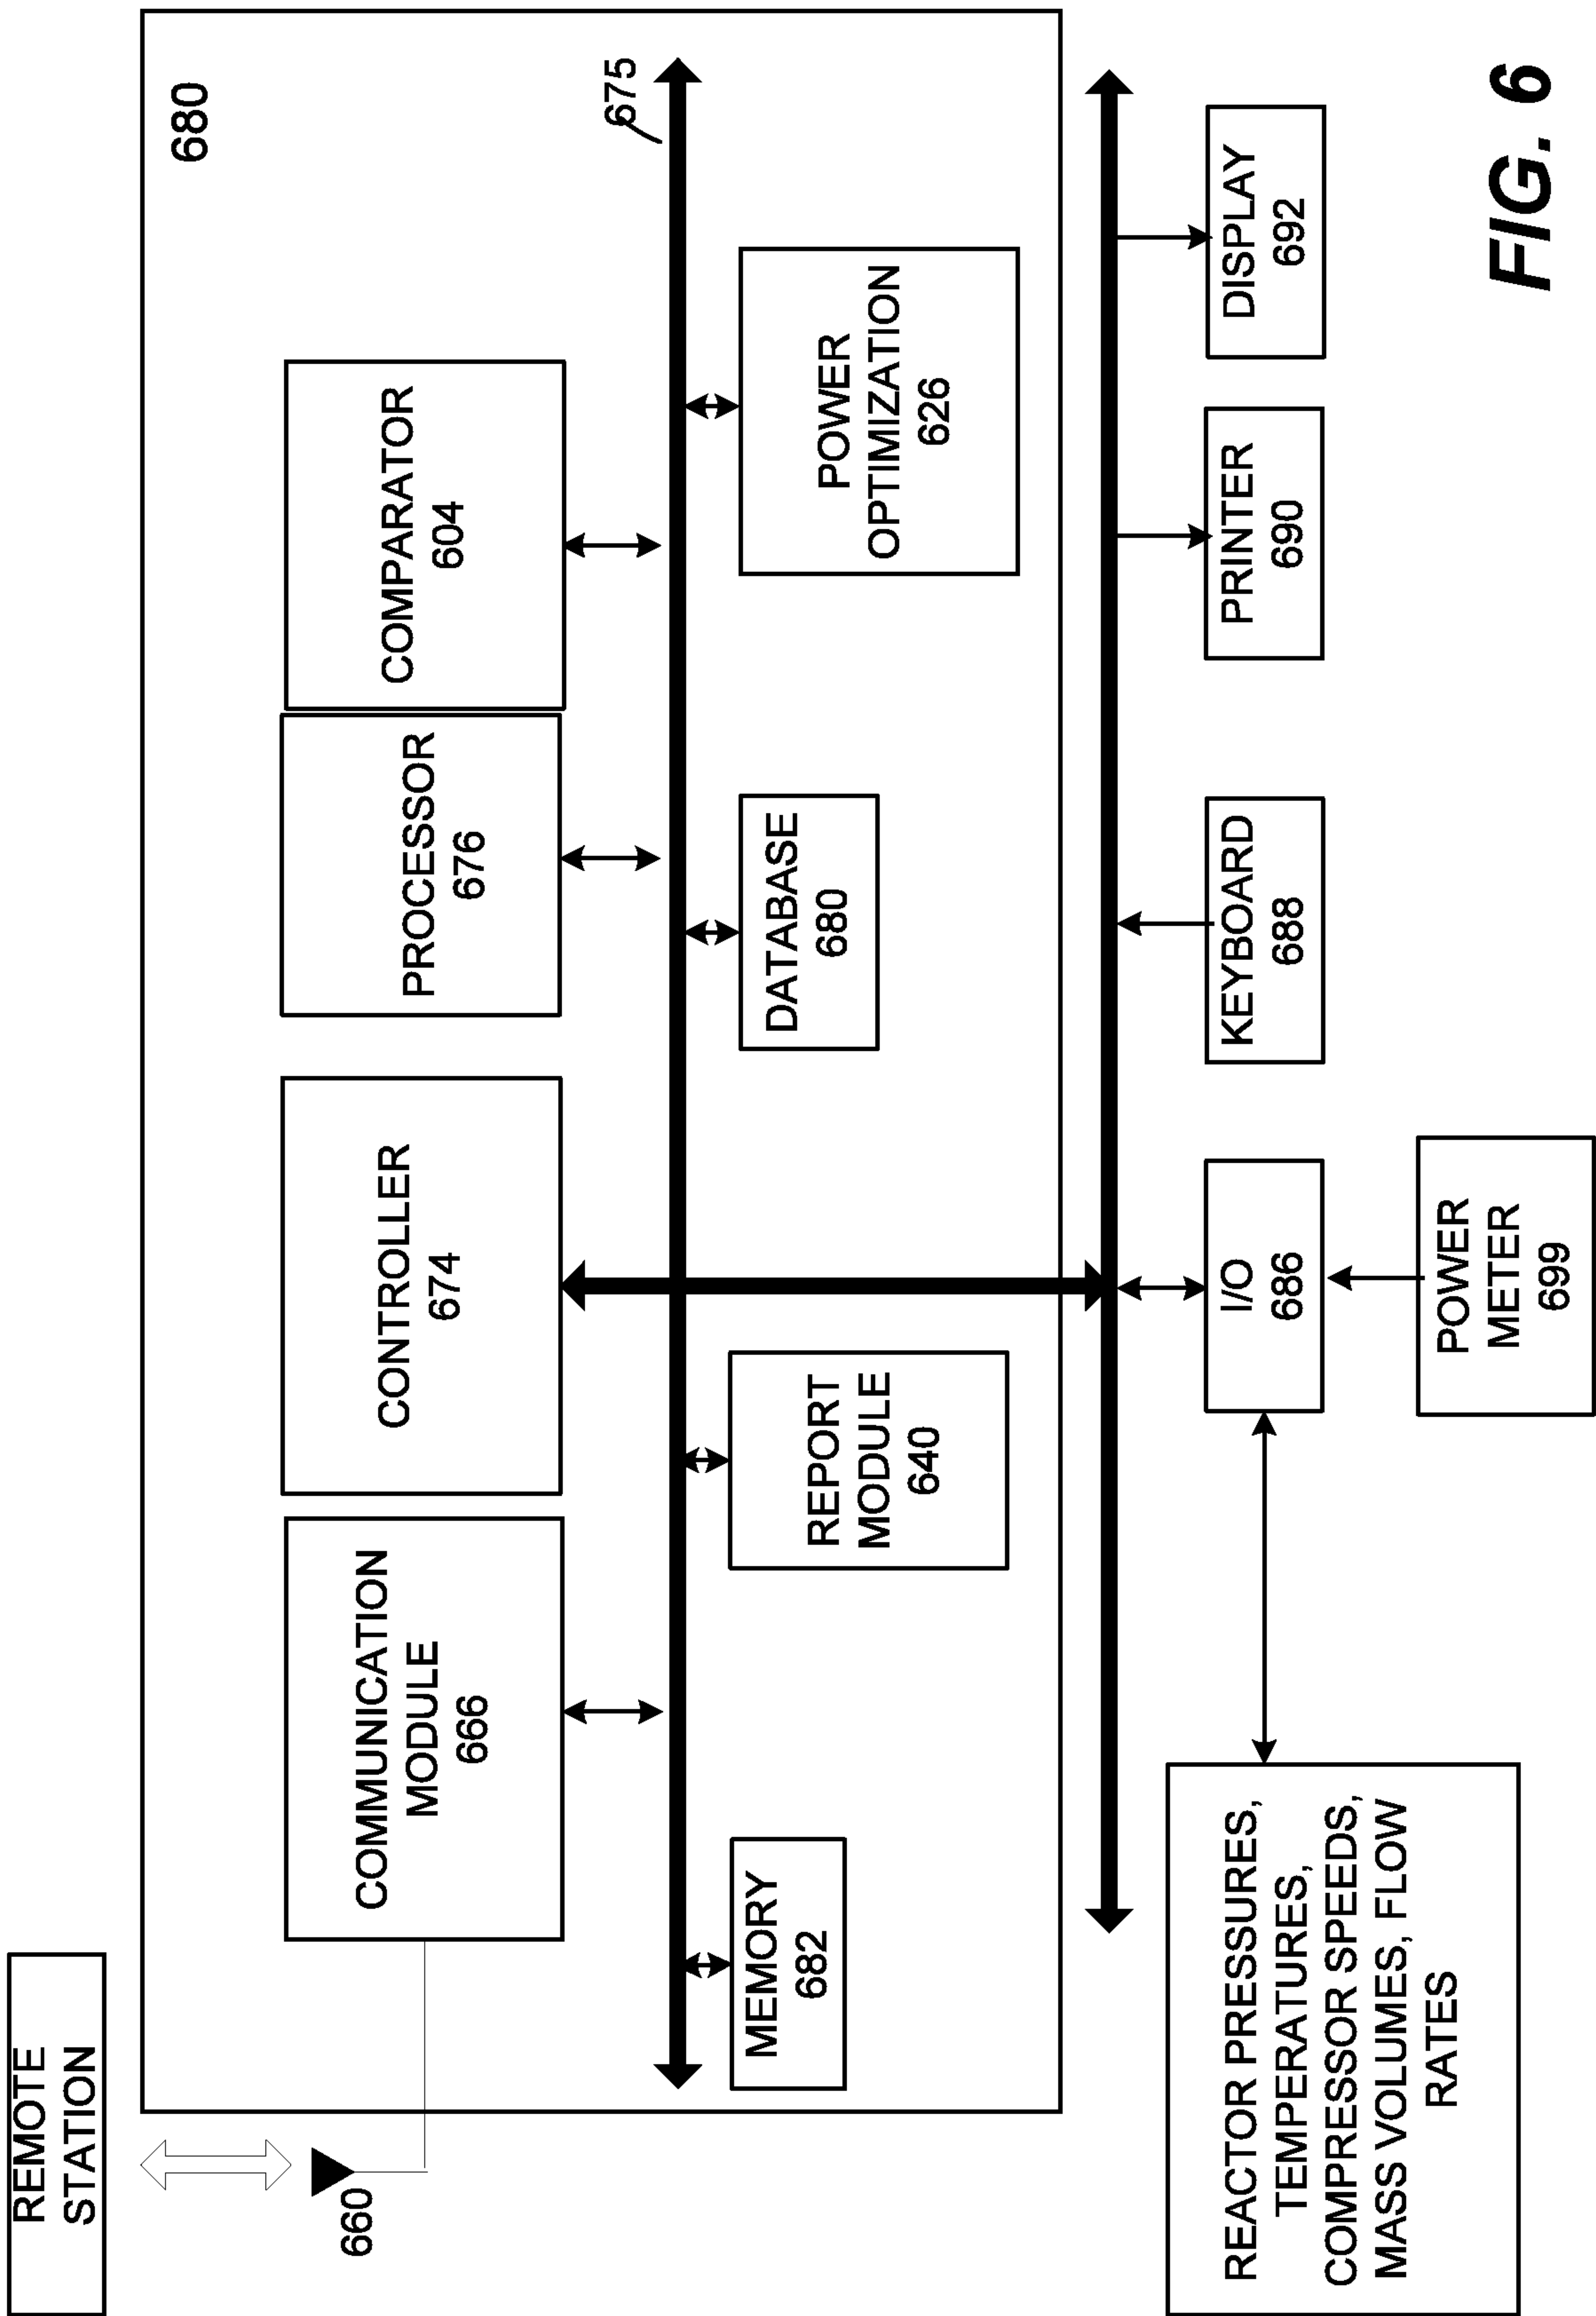 REMOTE
STATION
660
680
COMMUNICATION
MODULE
666
CONTROLLER
674
PROCESSOR
676
COMPARATOR
604
675
MEMORY
682
REPORT
MODULE
640
DATABASE
680
POWER
OPTIMIZATION
626
REACTOR PRESSURES,
TEMPERATURES,
COMPRESSOR SPEEDS,
MASS VOLUMES, FLOW
RATES
I/O
686
KEYBOARD
688
PRINTER
690
DISPLAY
692
POWER
METER
699
FIG. 6